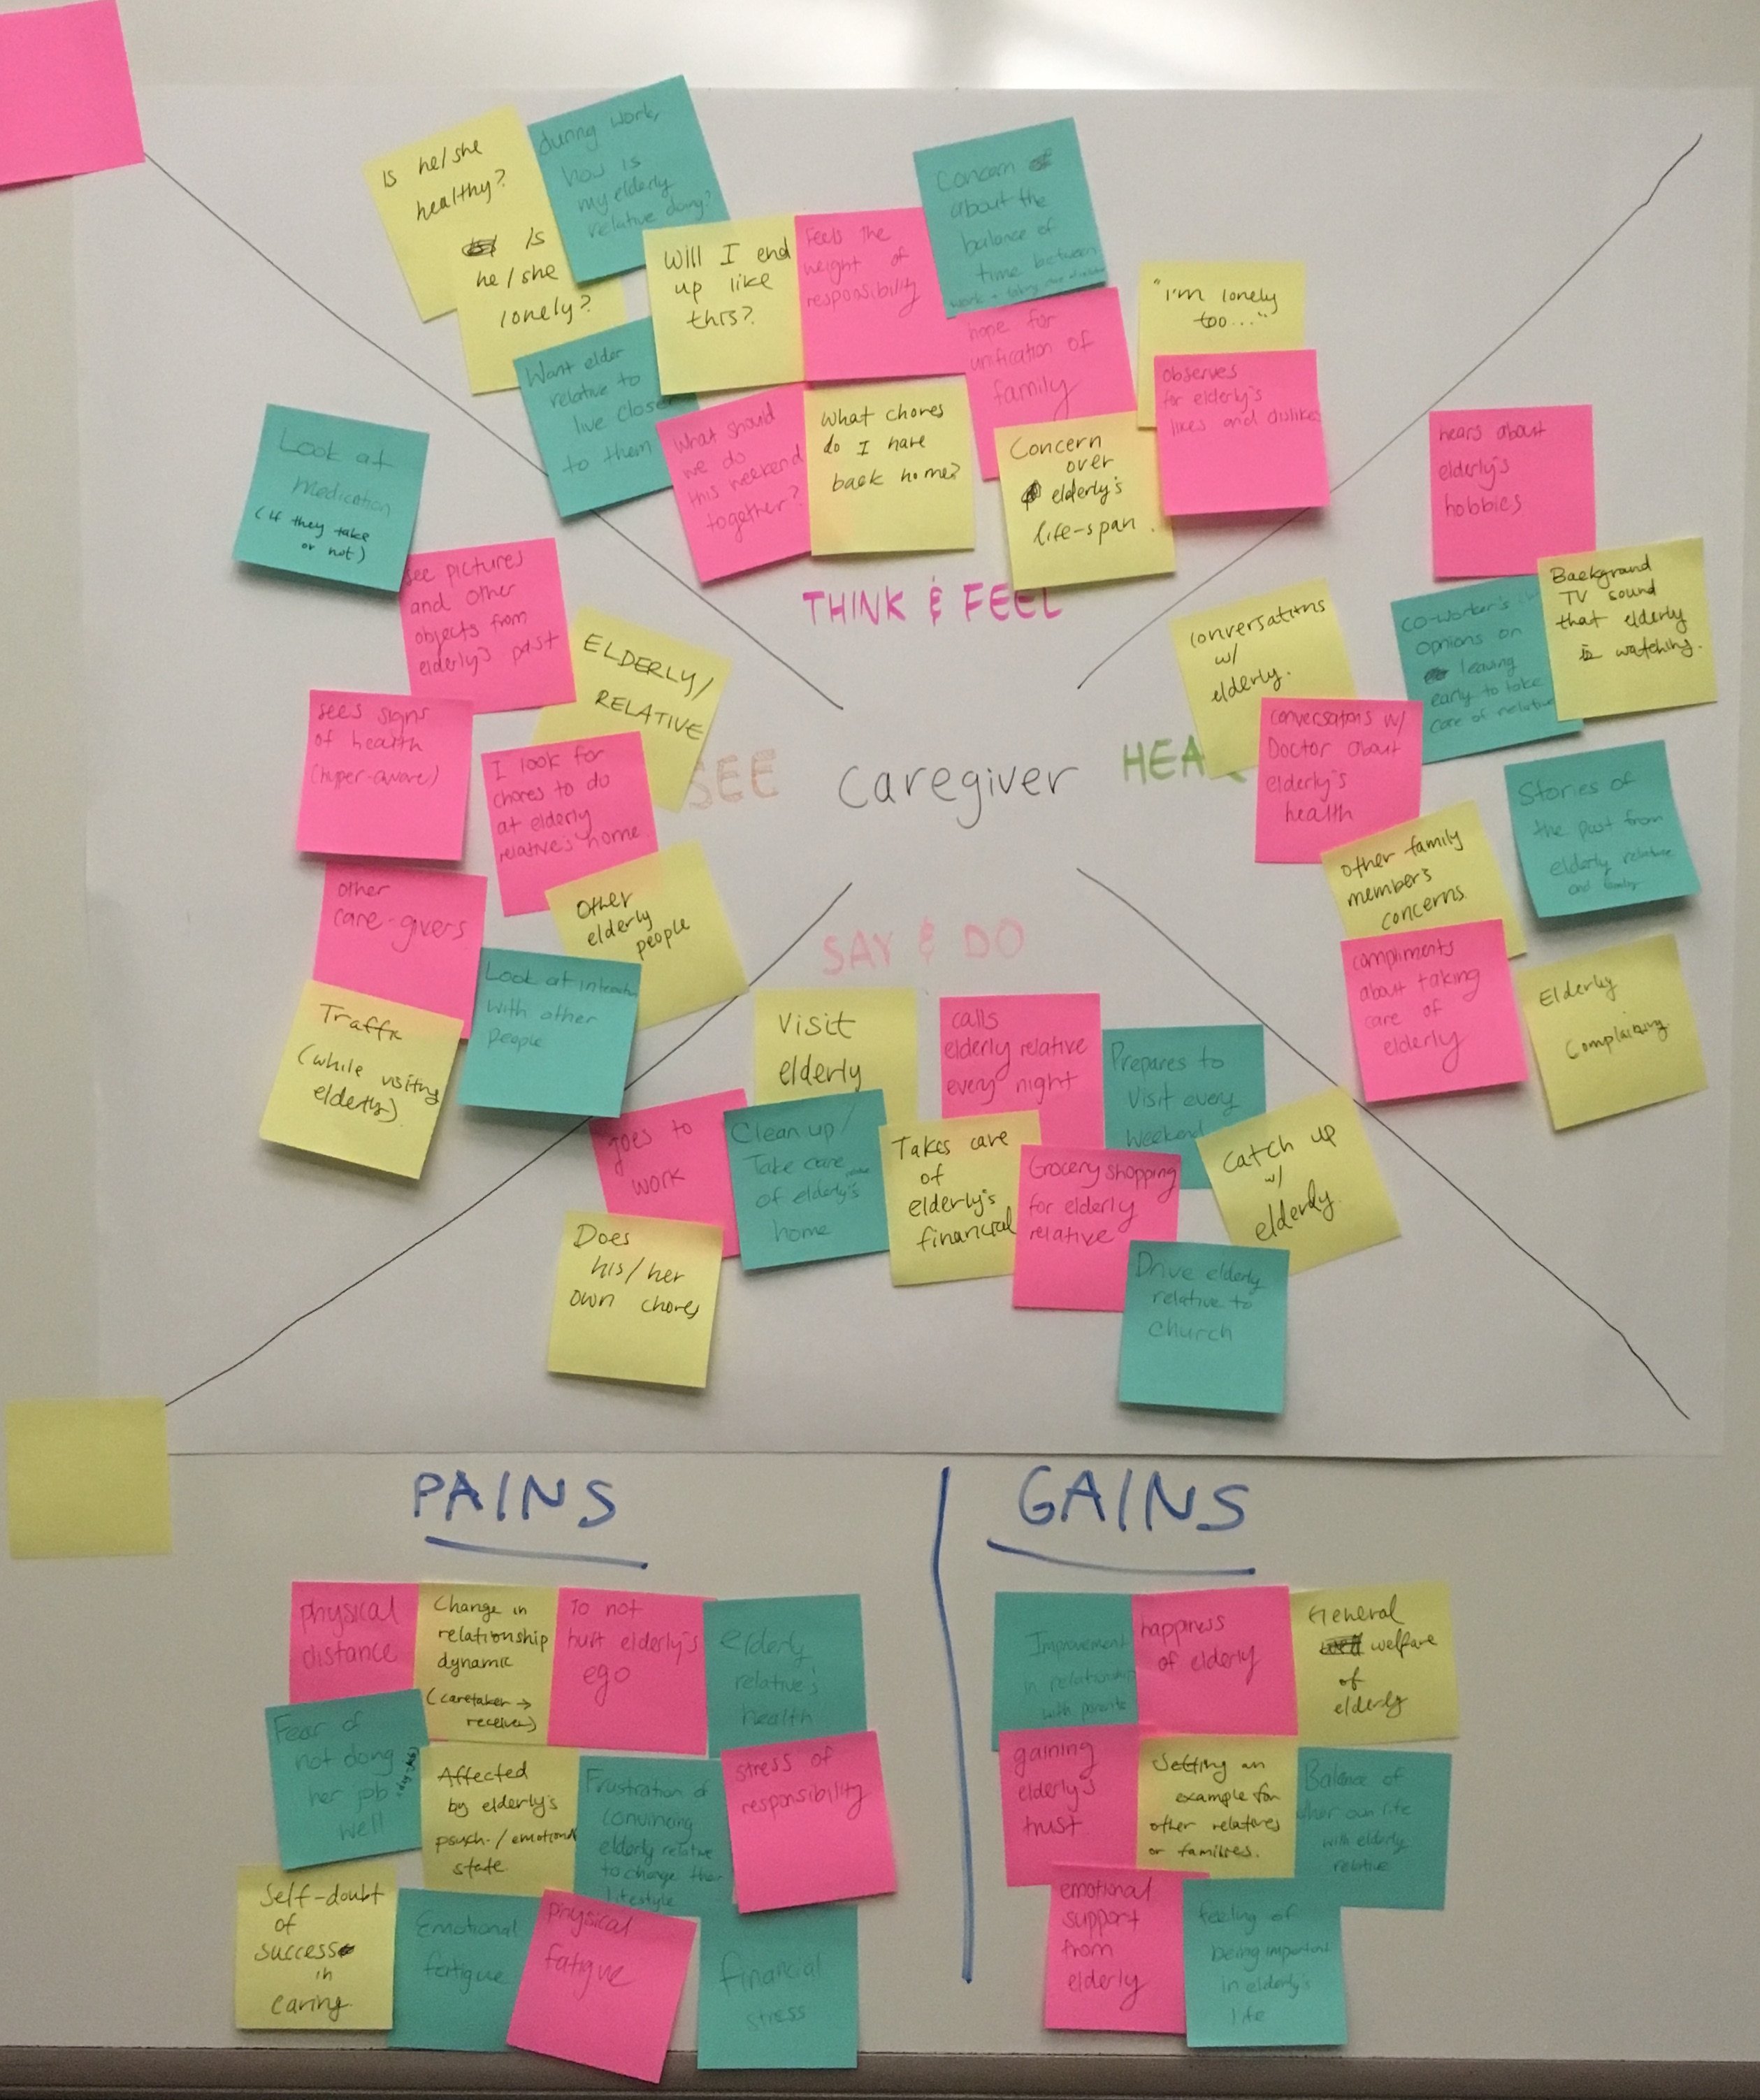 Is he/she
healthy?
Is
he/she
lonely?
during work,
how is
my elderly
relative doing?
Want elder
relative to
live closer
to them
Will I end
up like
this?
Feels the
weight of
responsibility
Concern
about the
balance of
time between
What should
we do
this weekend
together?
What chores
do I have
back home?
hope for
unification of
family
Concern
over
elderly's
life-span.
"I'm lonely
too..."
observes
for elderly's
likes and dislikes
THINK & FEEL
Look at
Medication
(if they take
or not)
see pictures
and other
objects from
elderly's past
ELDERLY/
RELATIVE
sees signs
of health
(hyper-aware)
I look for
chores to do
at elderly
relative's home
other
care-givers
Other
elderly
people
Traffic
(while visiting
elderly).
Look at interaction
with other
people
SEE
caregiver
HEA
hears about
elderly's
hobbies
conversations
w/
elderly.
co-worker's
opinions on
leaving
early to take
care of relative
Background
TV sound
that elderly
is watching.
conversations w/
Doctor about
elderly's
health
Stories of
the past from
elderly relative
and family
other family
members
concerns.
compliments
about taking
care of
elderly
Elderly
complaining.
SAY & DO
Visit
elderly
calls
elderly relative
every night
Prepares to
visit every
weekend
goes to
work
Clean up/
Take care
of elderly's
home
Takes care
of
elderly's
financial
Grocery shopping
for elderly
relative
Catch up
w/
elderly.
Does
his/her
own chores
Drive elderly
relative to
church
PAINS
physical
distance
Change in
relationship
dynamic
(caretaker →
receiver)
To not
hurt elderly's
ego
elderly
relative's
health
Fear of
not doing
her job
well
Affected
by elderly's
psych./emotional
state
Frustration of
convincing
elderly relative
to change their
lifestyle
stress of
responsibility
Self-doubt
of
success
in
caring.
Emotional
fatigue
physical
fatigue
financial
stress
GAINS
Improvement
in relationship
with parents
happiness
of elderly
General
welfare
of
elderly
gaining
elderly's
trust
Setting an
example for
other relatives
or families.
Balance of
own life
with elderly
relative
emotional
support
from
elderly
feeling of
being important
in elderly's
life